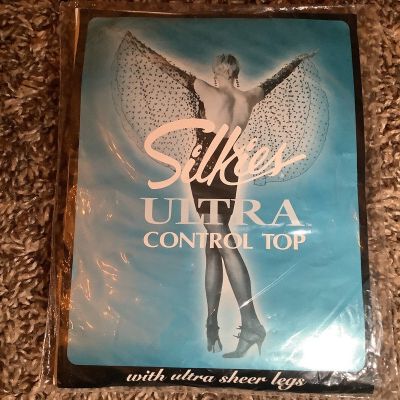 Silkies
ULTRA
CONTROL TOP
with ultra sheer legs